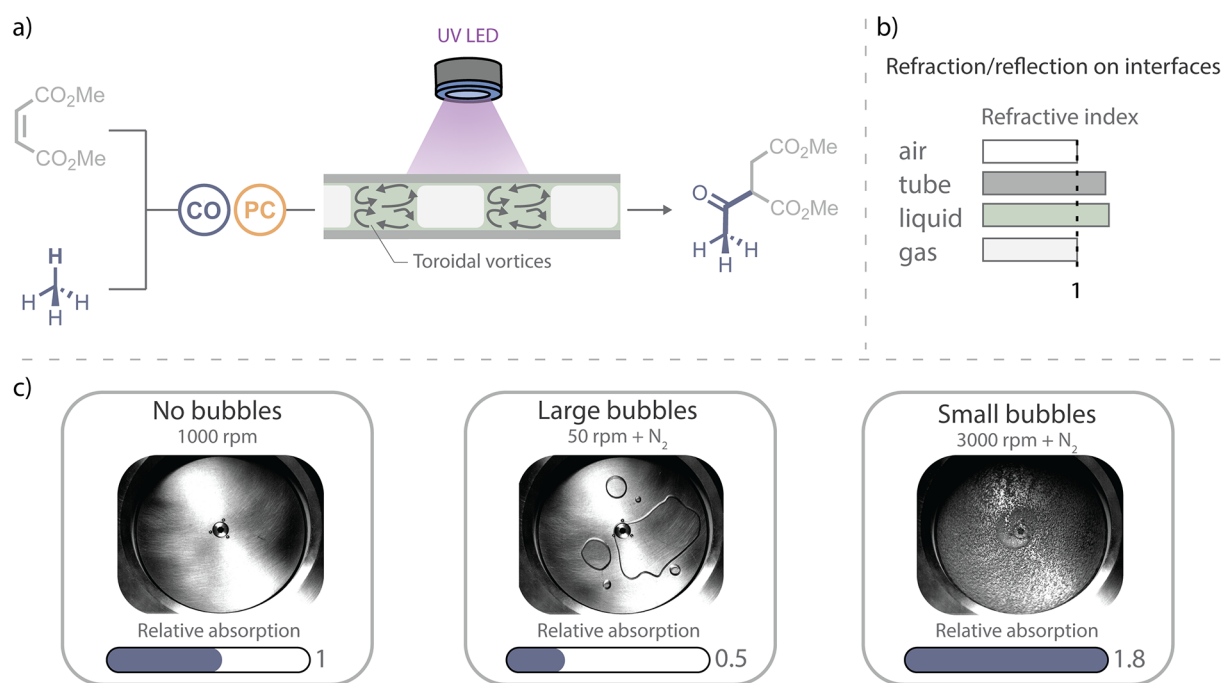 a)
UV LED
CO2Me
CO2Me
CO
PC
H
H
H
H
Toroidal vortices
O
CO2Me
CO2Me
H
H
H
b)
Refraction/reflection on interfaces
Refractive index
air
tube
liquid
gas
1
c)
No bubbles
1000 rpm
Relative absorption
1
Large bubbles
50 rpm + N2
Relative absorption
0.5
Small bubbles
3000 rpm + N2
Relative absorption
1.8